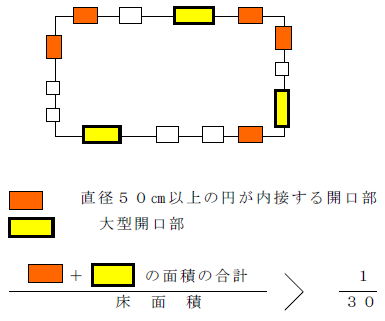 直径５０㎝以上の円が内接する開口部
大型開口部
＋ の面積の合計
床 面 積
１
３０